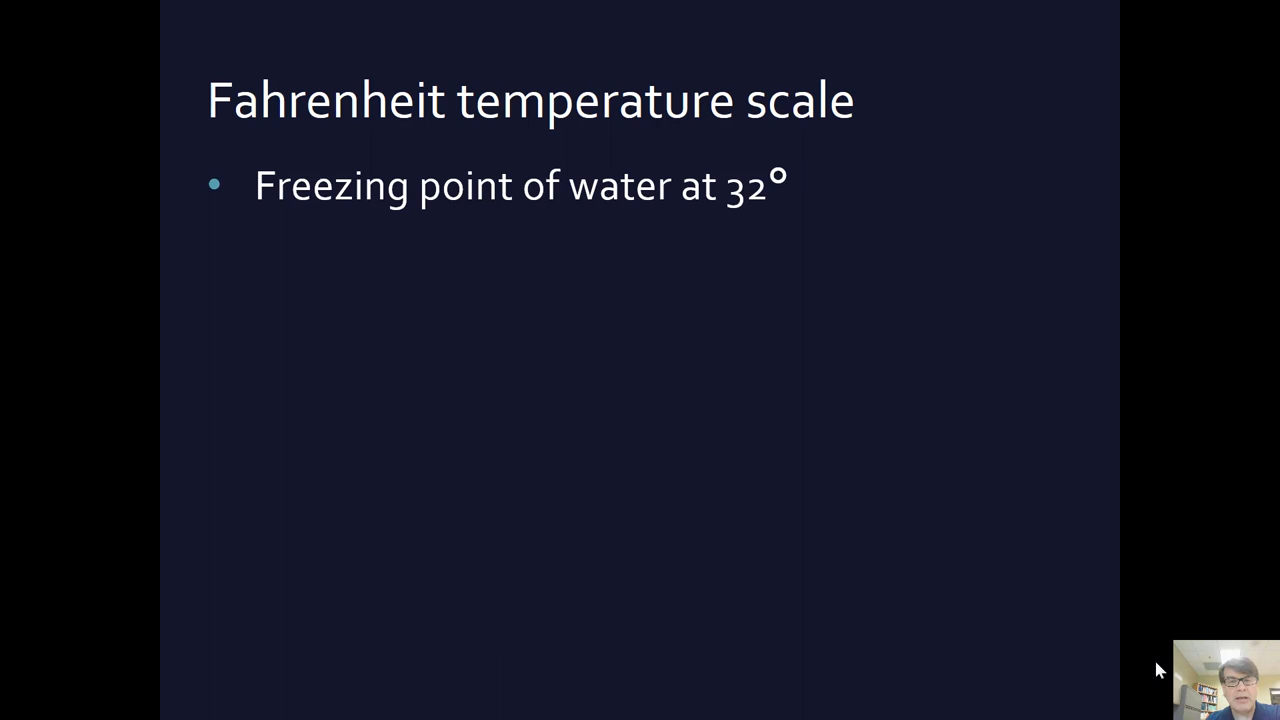 Fahrenheit temperature scale
• Freezing point of water at 32°